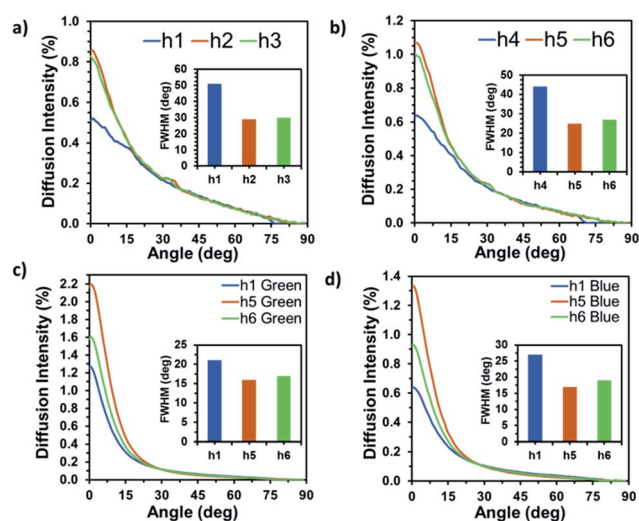 a)
h1 h2 h3
Diffusion Intensity (%)
1.0
0.8
0.6
0.4
0.2
0.0
0 15 30 45 60 75 90
Angle (deg)
FWHM (deg)
60
50
40
30
20
10
0
h1 h2 h3
b)
h4 h5 h6
Diffusion Intensity (%)
1.2
1.0
0.8
0.6
0.4
0.2
0.0
0 15 30 45 60 75 90
Angle (deg)
FWHM (deg)
50
40
30
20
10
0
h4 h5 h6
c)
h1 Green
h5 Green
h6 Green
Diffusion Intensity (%)
2.2
2.0
1.8
1.6
1.4
1.2
1.0
0.8
0.6
0.4
0.2
0.0
0 15 30 45 60 75 90
Angle (deg)
FWHM (deg)
25
20
15
10
5
0
h1 h5 h6
d)
h1 Blue
h5 Blue
h6 Blue
Diffusion Intensity (%)
1.4
1.2
1.0
0.8
0.6
0.4
0.2
0.0
0 15 30 45 60 75 90
Angle (deg)
FWHM (deg)
30
25
20
15
10
5
0
h1 h5 h6